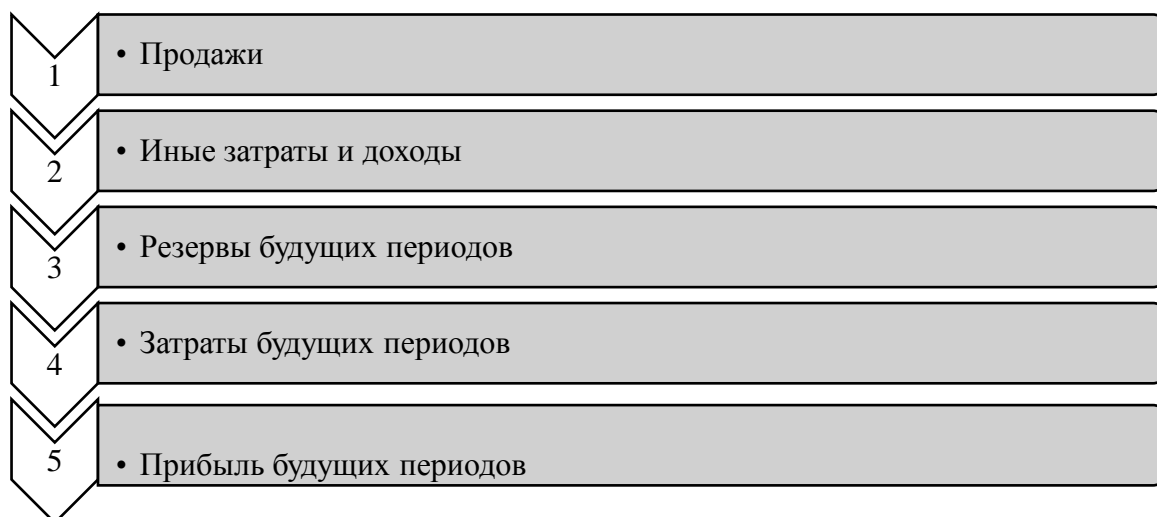 1 • Продажи
2 • Иные затраты и доходы
3 • Резервы будущих периодов
4 • Затраты будущих периодов
5 • Прибыль будущих периодов